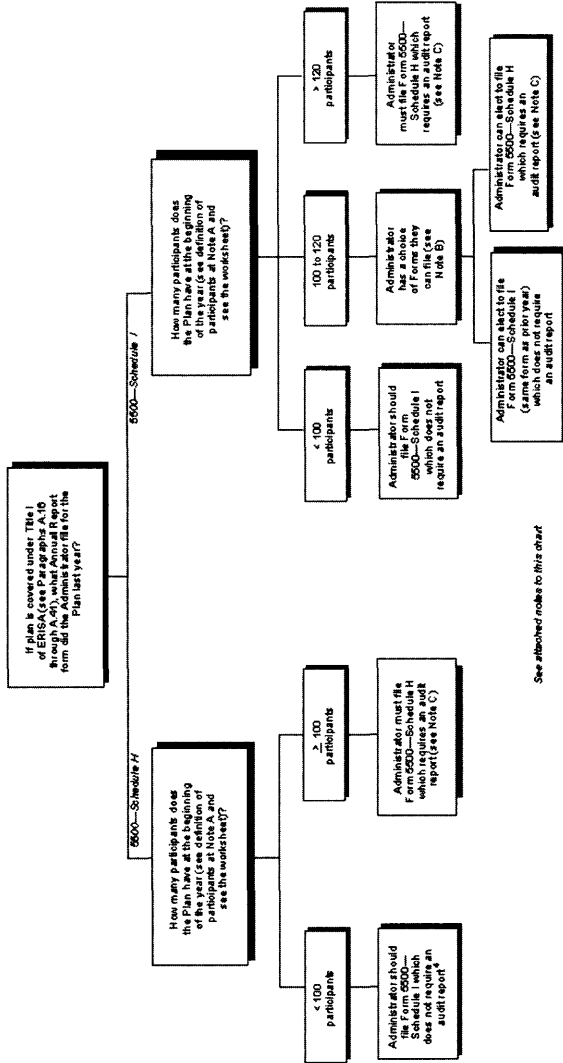 If plan is covered under Title I
of ERISA (see Paragraphs A.16
through A.41), what Annual Report
form did the Administrator file for the
Plan last year?
5500—Schedule H
5500—Schedule I
How many participants does
the Plan have at the beginning
of the year (see definition of
participants at Note A and
see the worksheet)?
How many participants does
the Plan have at the beginning
of the year (see definition of
participants at Note A and
see the worksheet)?
< 100
participants
≥ 100
participants
< 100
participants
100 to 120
participants
> 120
participants
Administrator should
file Form 5500—
Schedule I which
does not require an
audit report⁴
Administrator must file
Form 5500—Schedule H
which requires an audit
report (see Note C)
Administrator should
file Form
5500—Schedule I
which does not
require an audit report
Administrator
has a choice
of Forms they
can file (see
Note B)
Administrator
must file Form 5500—
Schedule H which
requires an audit report
(see Note C)
Administrator can elect to file
Form 5500—Schedule I
(same form as prior year)
which does not require
an audit report
Administrator can elect to file
Form 5500—Schedule H
which requires an
audit report (see Note C)
See attached notes to this chart